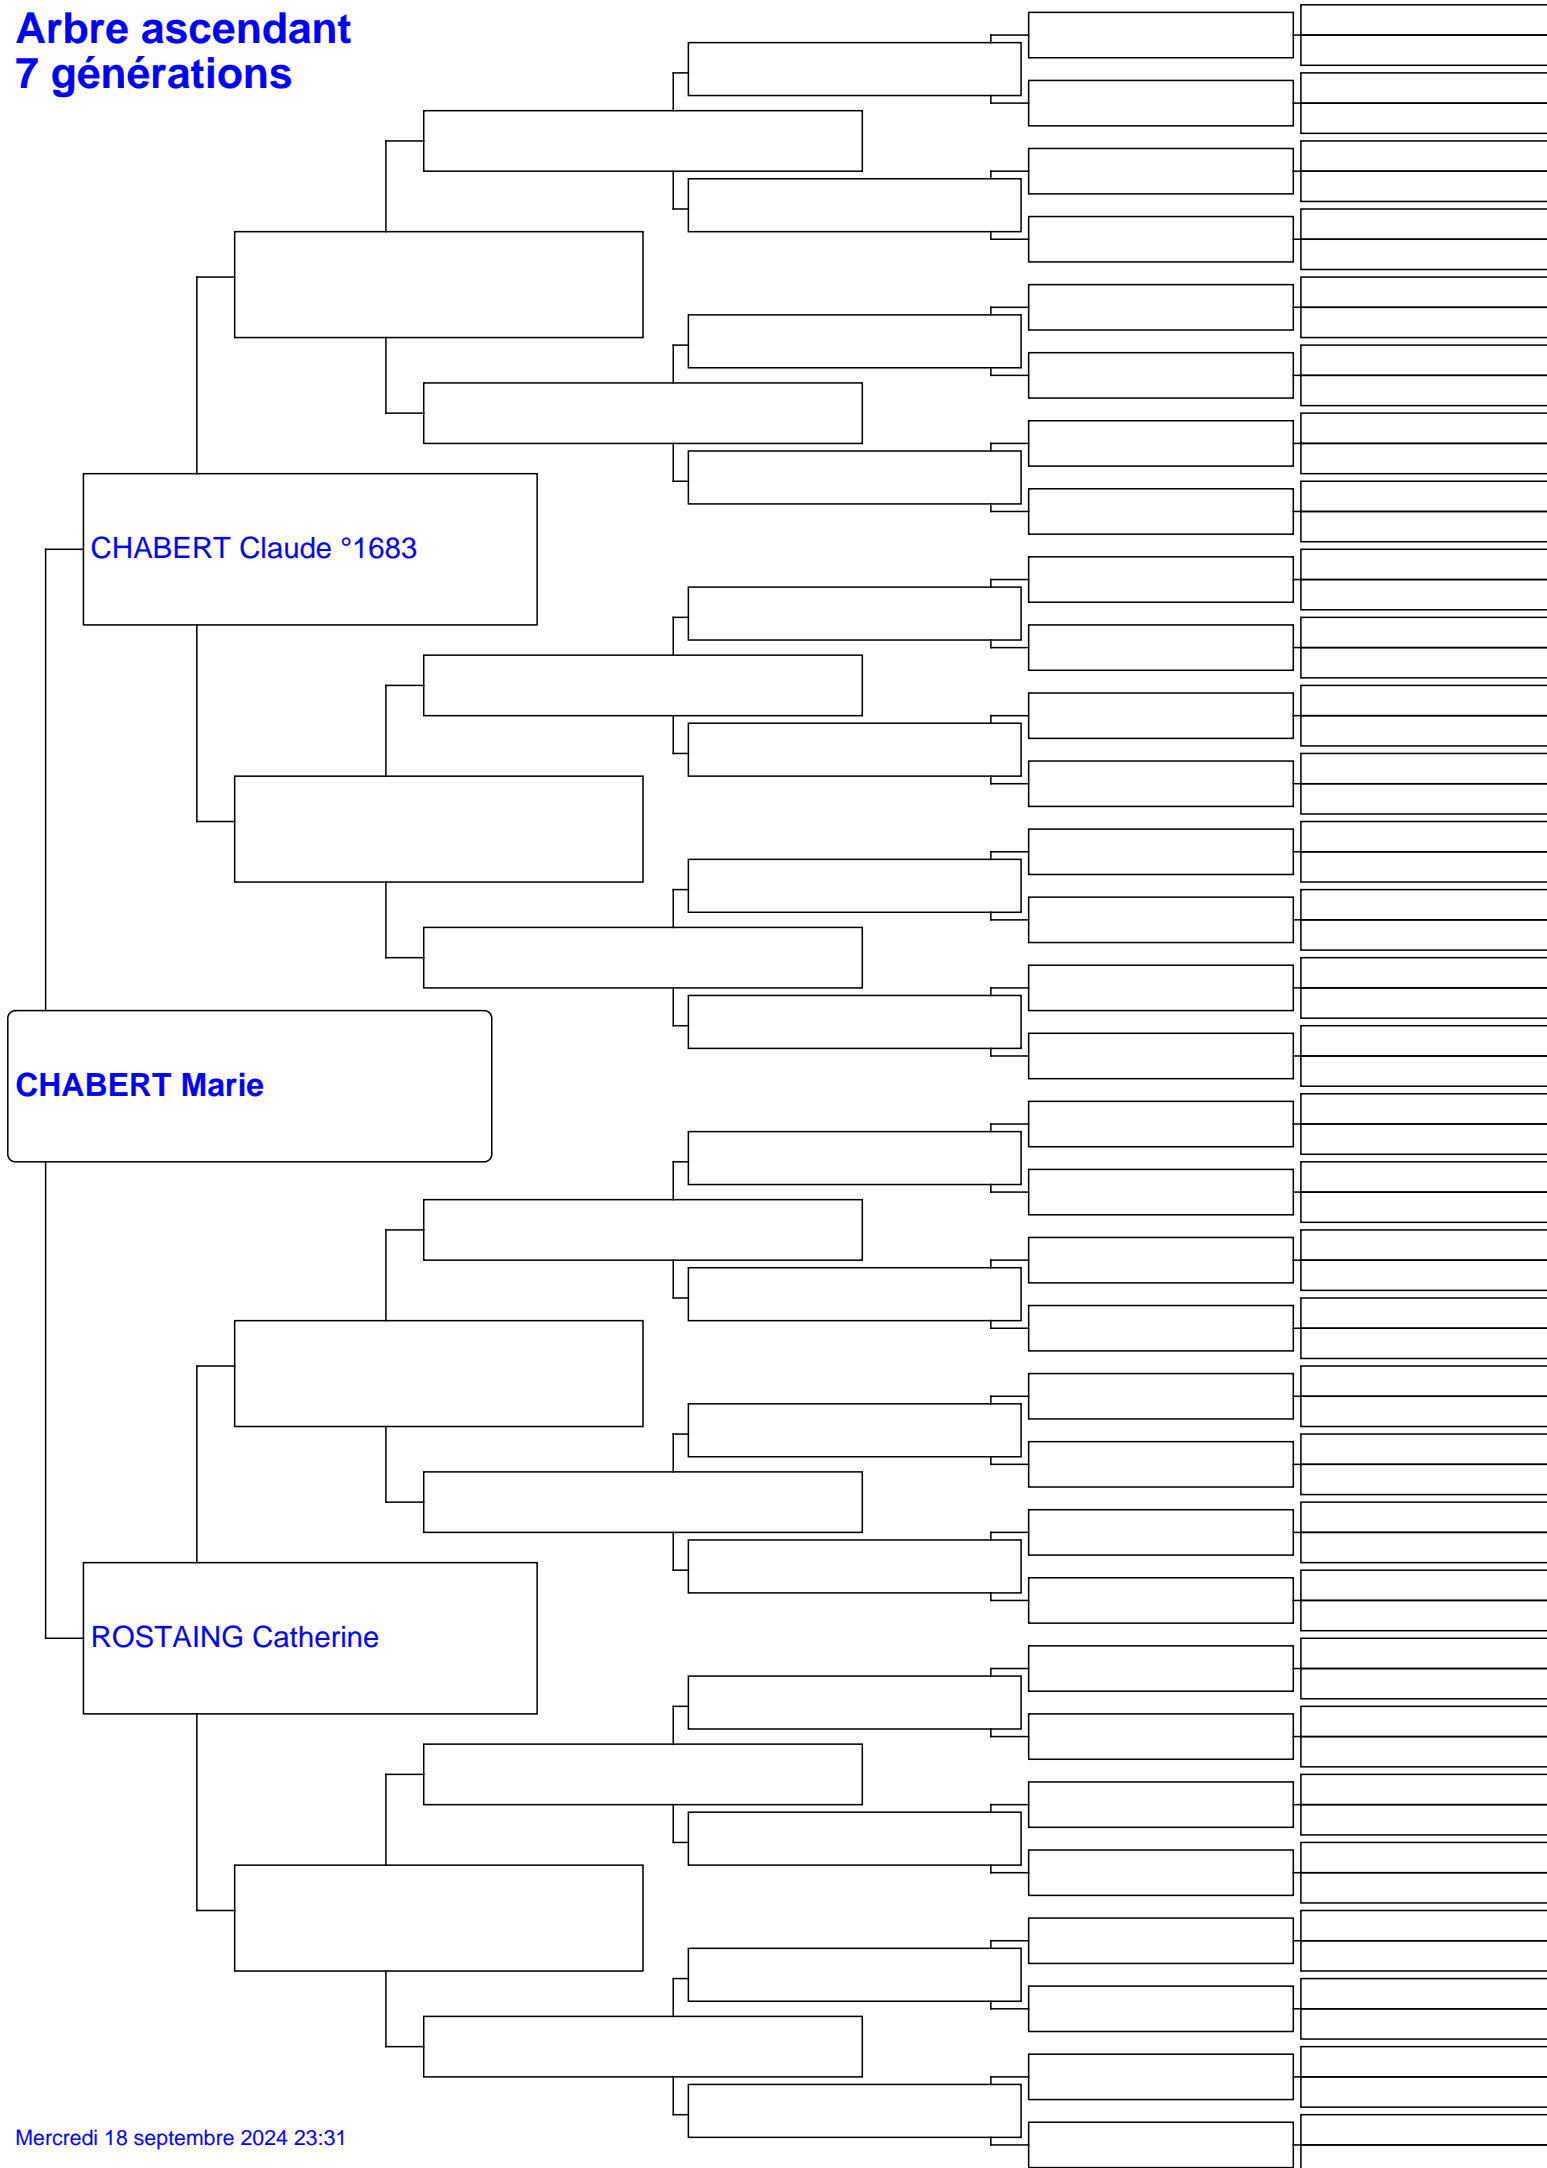 Arbre ascendant
7 générations
CHABERT Claude °1683
CHABERT Marie
ROSTAING Catherine
Mercredi 18 septembre 2024 23:31